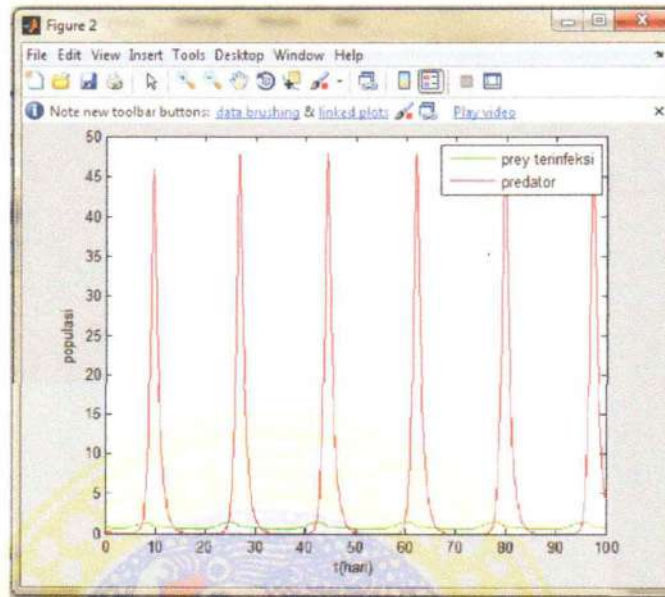 Figure 2
File Edit View Insert Tools Desktop Window Help
Note new toolbar buttons: data brushing & linked plots Play video
50
45
40
35
30
25
20
15
10
5
0
populasi
prey terinfeksi
predator
0 10 20 30 40 50 60 70 80 90 100
t(hari)